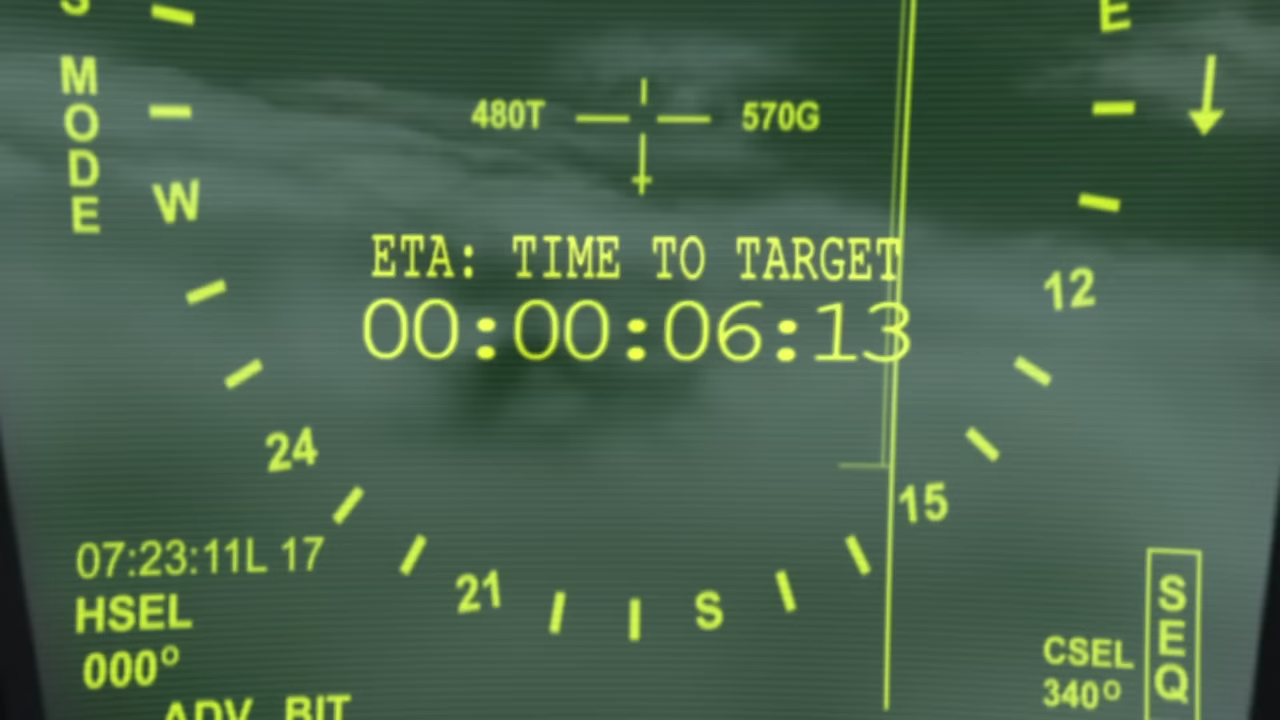 S
E
MODE
480T
570G
W
ETA: TIME TO TARGET
00:00:06:13
12
24
15
07:23:11L 17
21
S
HSEL
000°
CSEL
340°
SEQ
ADV BIT